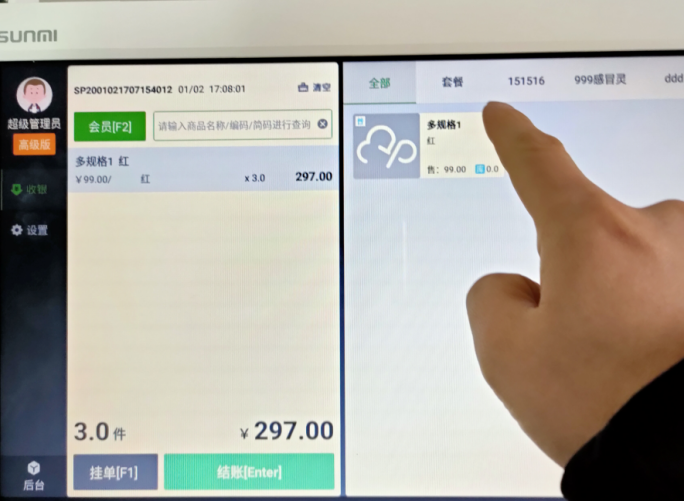 SUNMI
超级管理员
高级版
收银
设置
后台
SP2001021707154012 01/02 17:08:01 清空
会员[F2] 请输入商品名称/编码/简码进行查询
多规格1 红
￥99.00/ 红 x 3.0 297.00
3.0 件 ￥297.00
挂单[F1] 结账[Enter]
全部 套餐 151516 999感冒灵 ddd
多规格1
红
售: 99.00 0.0